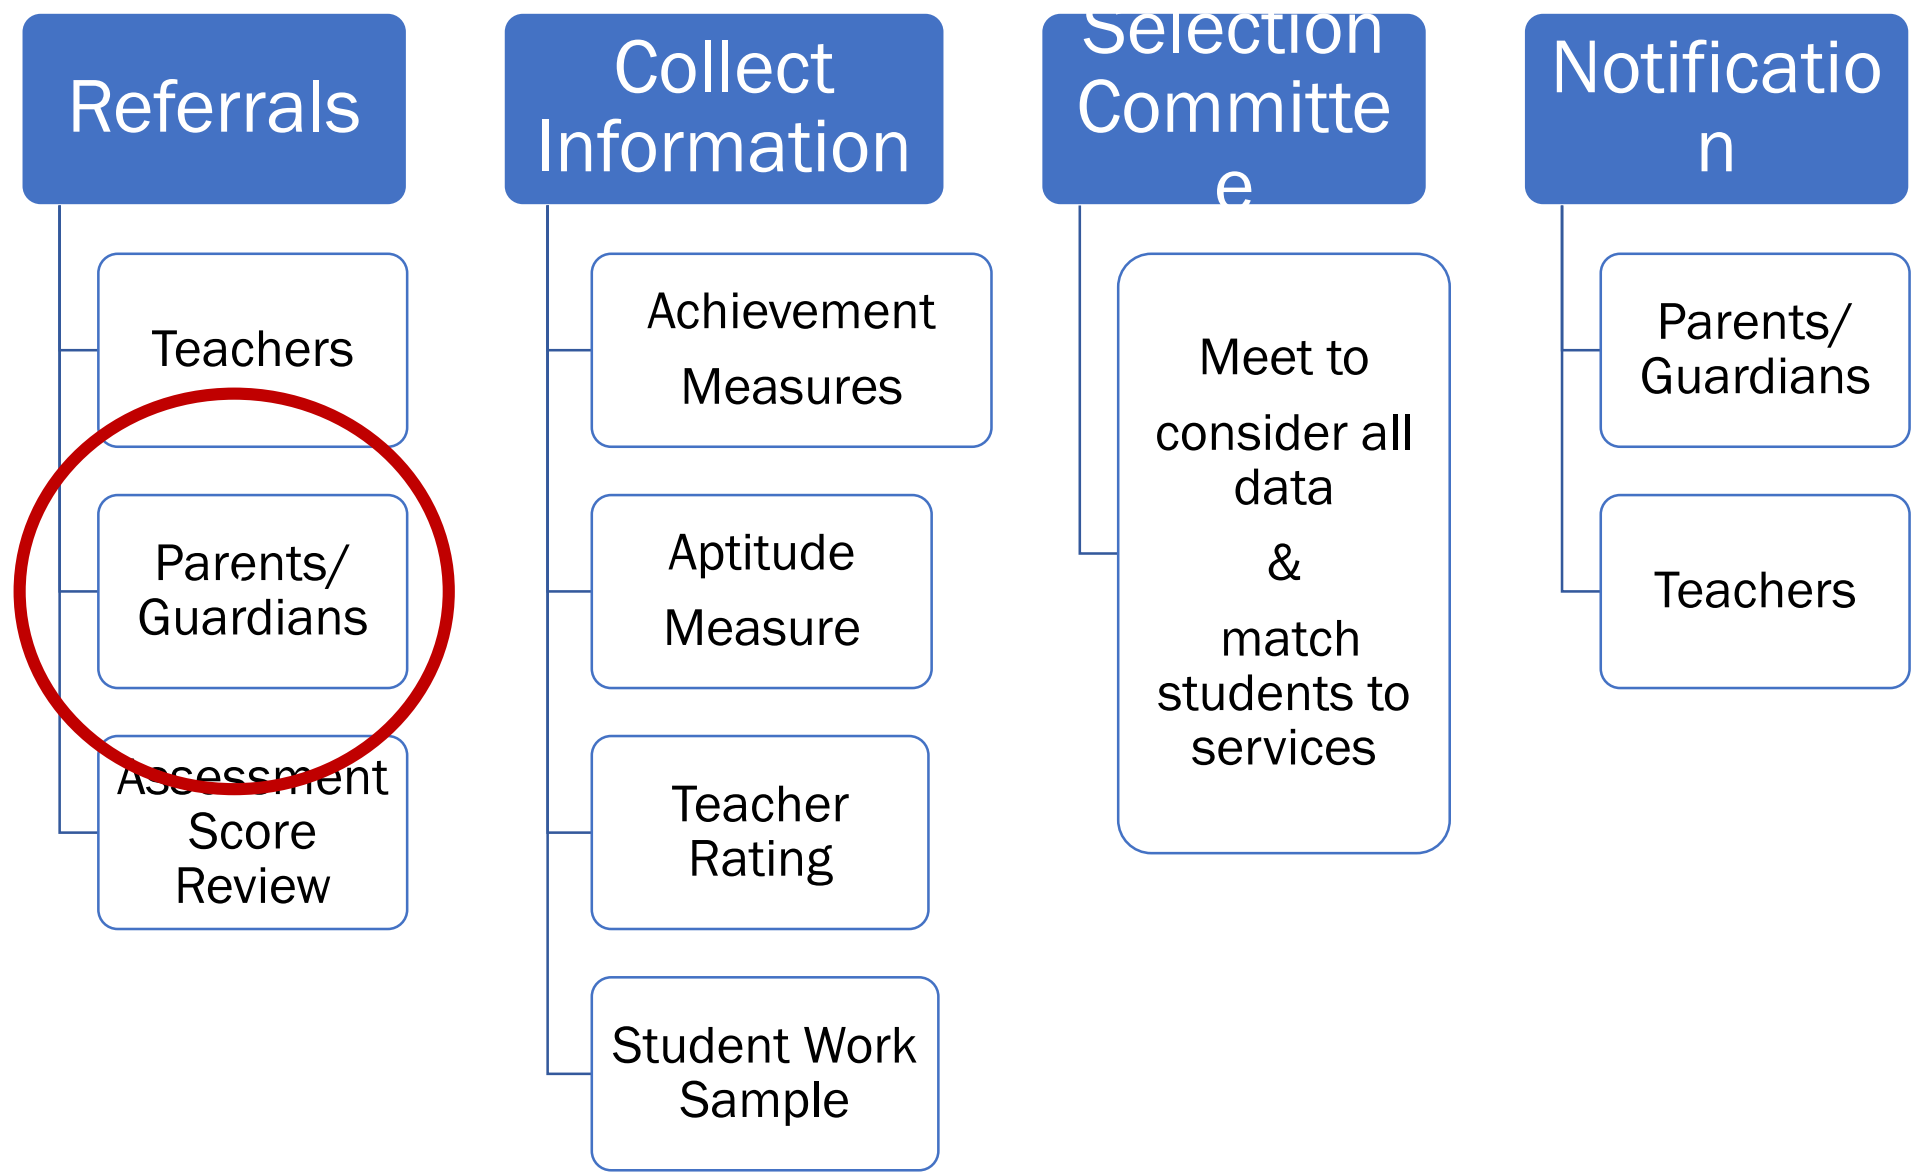 Referrals
Teachers
Parents/
Guardians
Assessment
Score
Review
Collect
Information
Achievement
Measures
Aptitude
Measure
Teacher
Rating
Student Work
Sample
Selection
Committe
e
Meet to
consider all
data
&
match
students to
services
Notificatio
n
Parents/
Guardians
Teachers